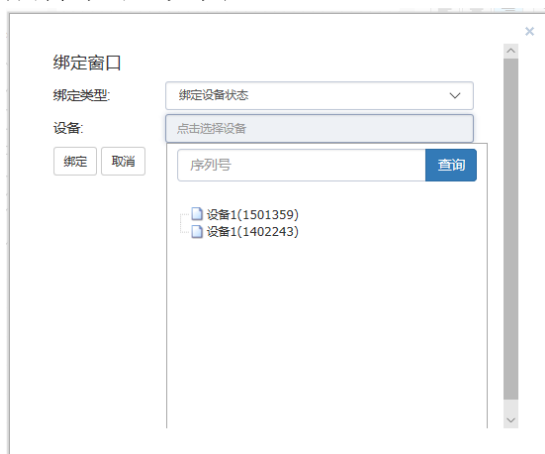 绑定窗口
绑定类型: 绑定设备状态
设备: 点击选择设备
绑定 取消 序列号 查询
设备1(1501359)
设备1(1402243)